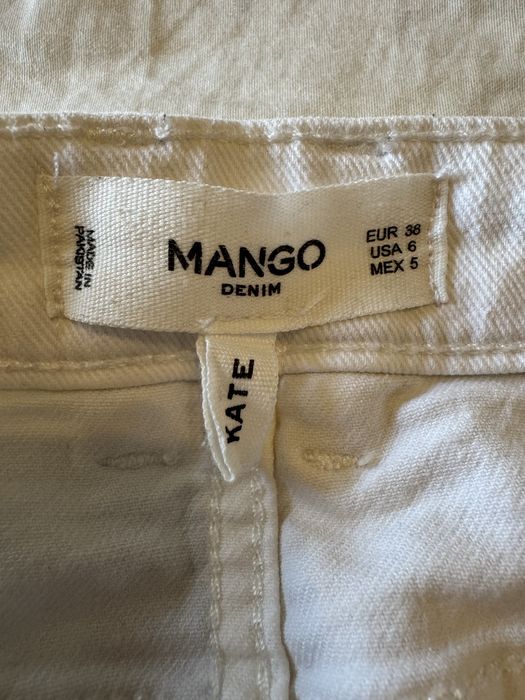 MADE IN
PAKISTAN
MANGO
DENIM
EUR 38
USA 6
MEX 5
KATE